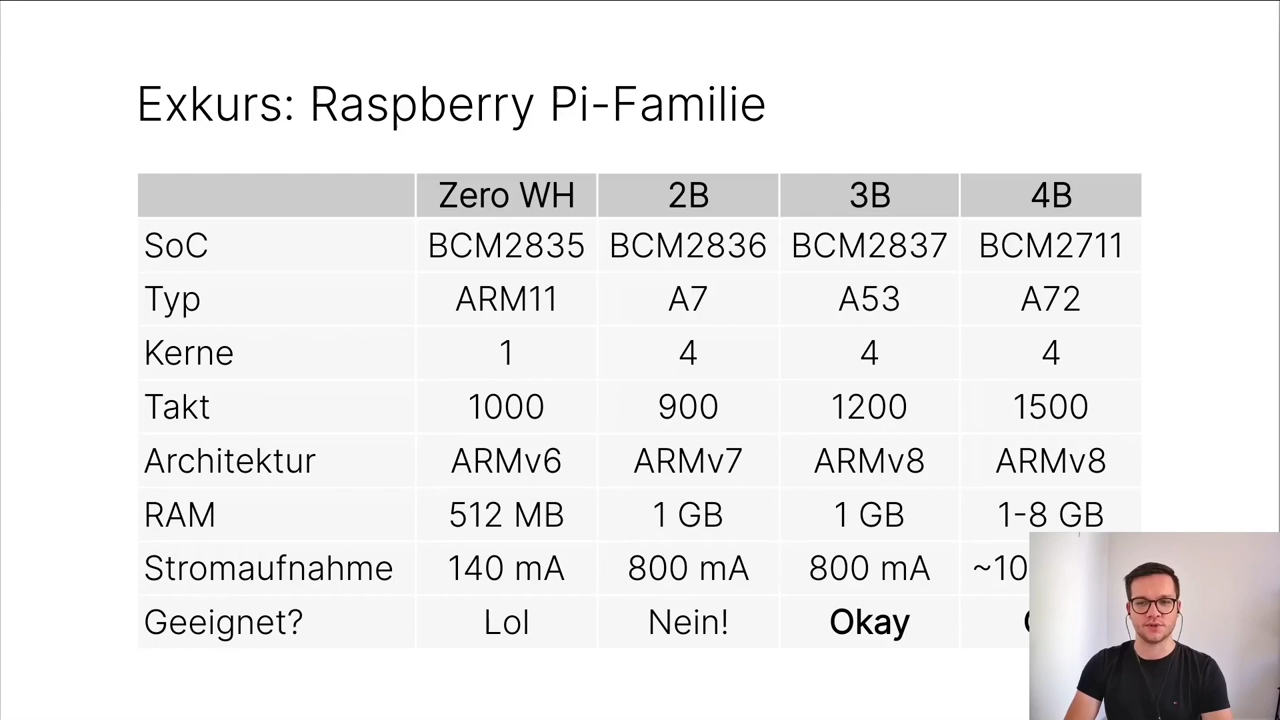 Exkurs: Raspberry Pi-Familie
Zero WH 2B 3B 4B
SoC BCM2835 BCM2836 BCM2837 BCM2711
Typ ARM11 A7 A53 A72
Kerne 1 4 4 4
Takt 1000 900 1200 1500
Architektur ARMv6 ARMv7 ARMv8 ARMv8
RAM 512 MB 1 GB 1 GB 1-8 GB
Stromaufnahme 140 mA 800 mA 800 mA
Geeignet? Lol Nein! Okay